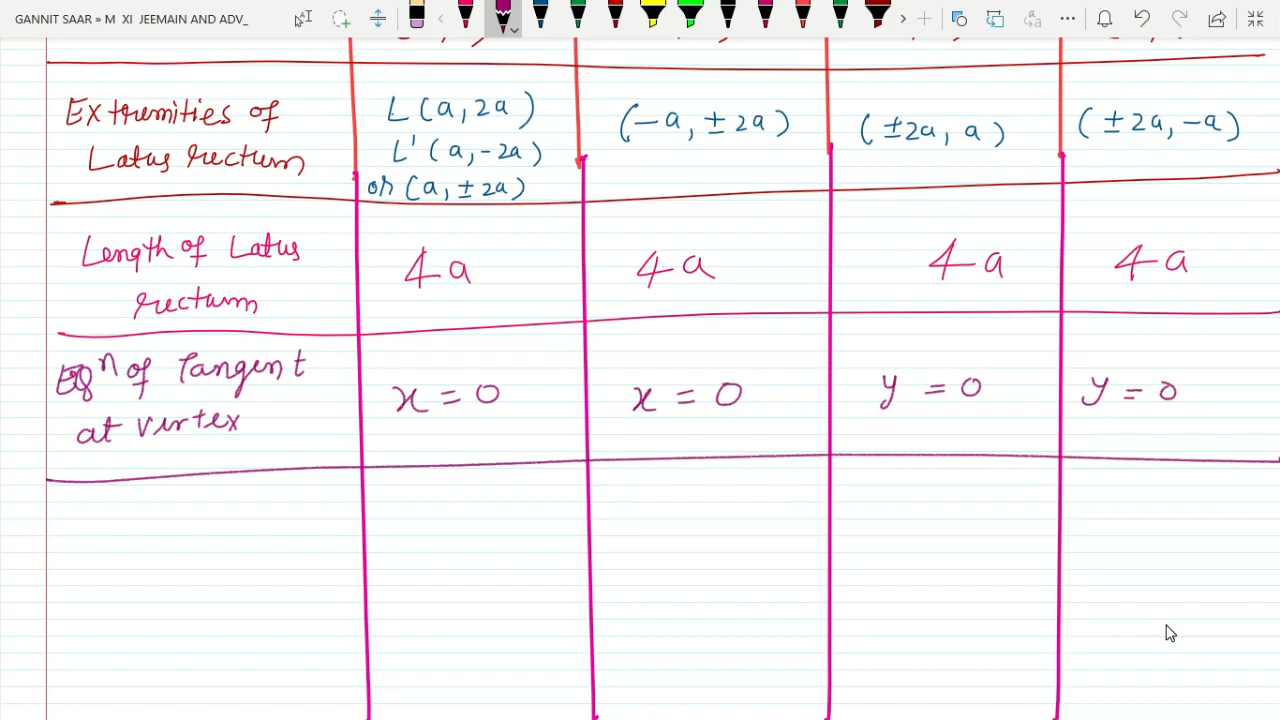 GANNIT SAAR » M XI JEEMAIN AND ADV_
Extremities of Latus rectum
L (a, 2a)
L' (a, -2a)
or (a, ± 2a)
(-a, ± 2a)
(±2a, a)
(±2a, -a)
Length of Latus rectum
4a
4a
4a
4a
Eqn of Tangent at vertex
x = 0
x = 0
y = 0
y = 0